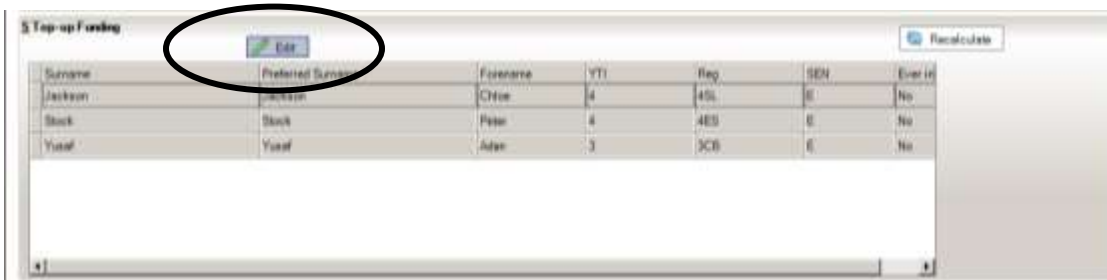 5 Top-up Funding
Edit
Recalculate
Surname Preferred Surname Forename YTI Reg SEN Ever in
Jackson Jackson Chloe 4 4SL E No
Stock Stock Peter 4 4ES E No
Yusaf Yusaf Adan 3 3CB E No